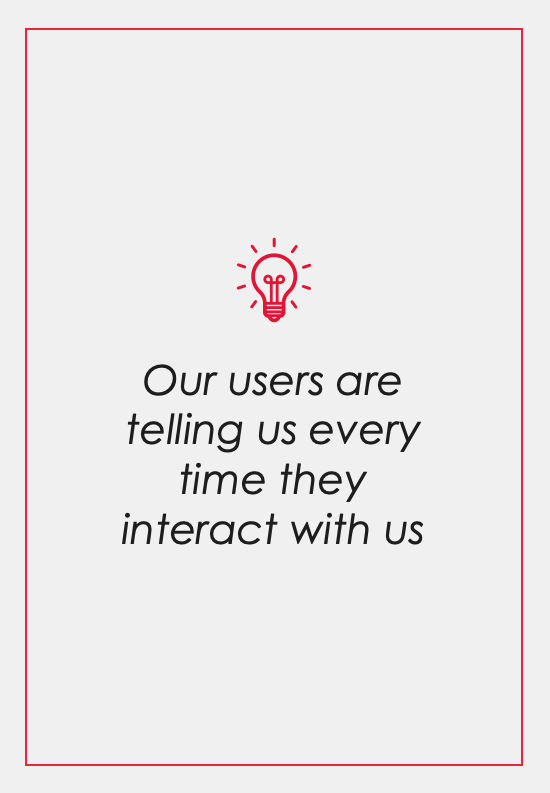 Our users are
telling us every
time they
interact with us